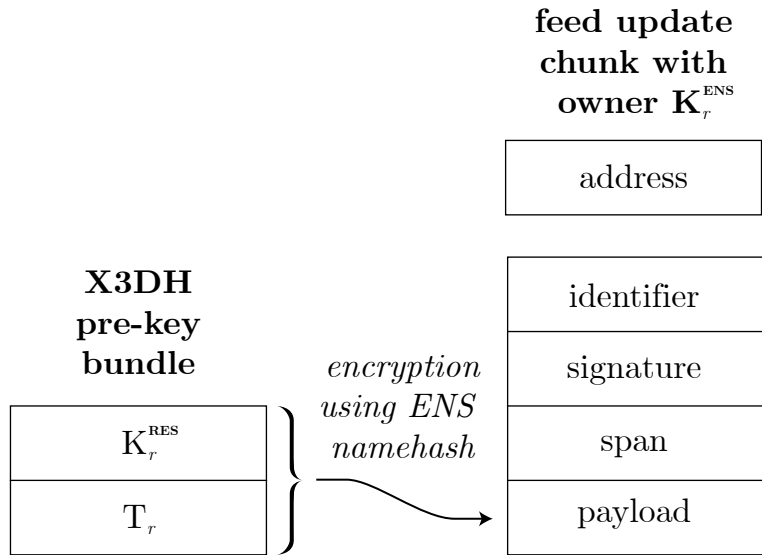 feed update
chunk with
owner K_r^ENS
address
X3DH
pre-key
bundle
K_r^RES
T_r
encryption
using ENS
namehash
identifier
signature
span
payload